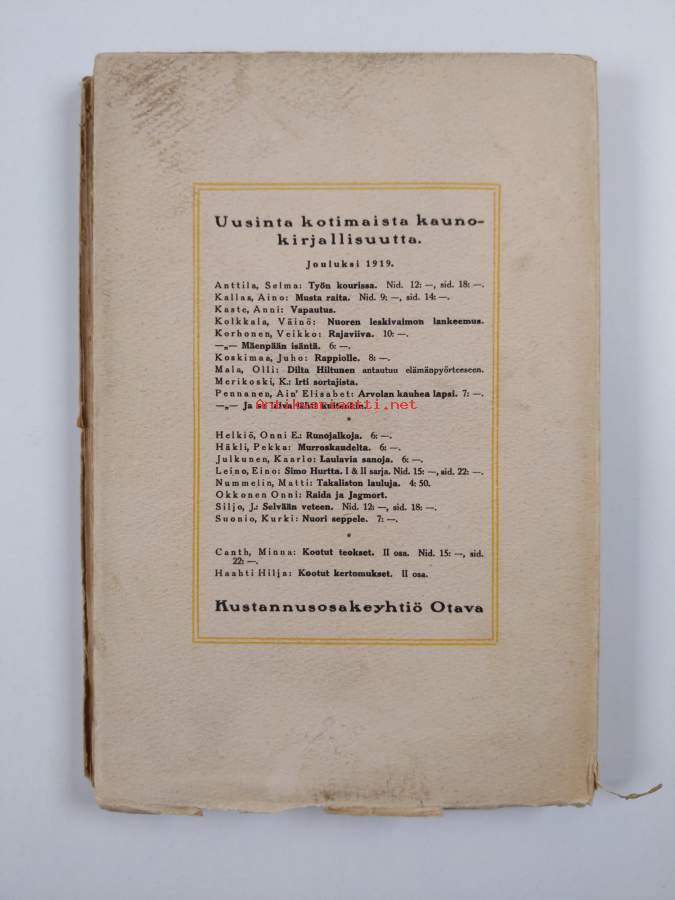 Uusinta kotimaista kauno-
kirjallisuutta.
Jouluksi 1919.
Anttila, Selma: Työn kourissa. Nid. 12: —, sid. 18: —.
Kallas, Aino: Musta raita. Nid. 9: —, sid. 14: —.
Kaste, Anni: Vapautus.
Kolkkala, Väinö: Nuoren leskivaimon lankeemus.
Korhonen, Veikko: Rajaviiva. 10: —.
—„— Mäenpään isäntä. 6: —.
Koskimaa, Juho: Rappiolle. 8: —.
Mala, Olli: Dilta Hiltunen antautuu elämänpyörteeseen.
Merikoski, K.: Irti sortajista.
Pennanen, Ain' Elisabet: Arvolan kauhea lapsi. 7: —.
—„— Ja se oli
Antikvariaatti.net
*
Helkiö, Onni E.: Runojalkoja. 6: —.
Häkli, Pekka: Murroskaudelta. 6: —.
Julkunen, Kaarlo: Laulavia sanoja. 6: —.
Leino, Eino: Simo Hurtta. I & II sarja. Nid. 15: —, sid. 22: —.
Nummelin, Matti: Takaliston lauluja. 4: 50.
Okkonen Onni: Raida ja Jagmort.
Siljo, J.: Selvään veteen. Nid. 12: —, sid. 18: —.
Suonio, Kurki: Nuori seppele. 7: —.
*
Canth, Minna: Kootut teokset. II osa. Nid. 15: —, sid.
22: —.
Haahti Hilja: Kootut kertomukset. II osa.
Kustannusosakeyhtiö Otava